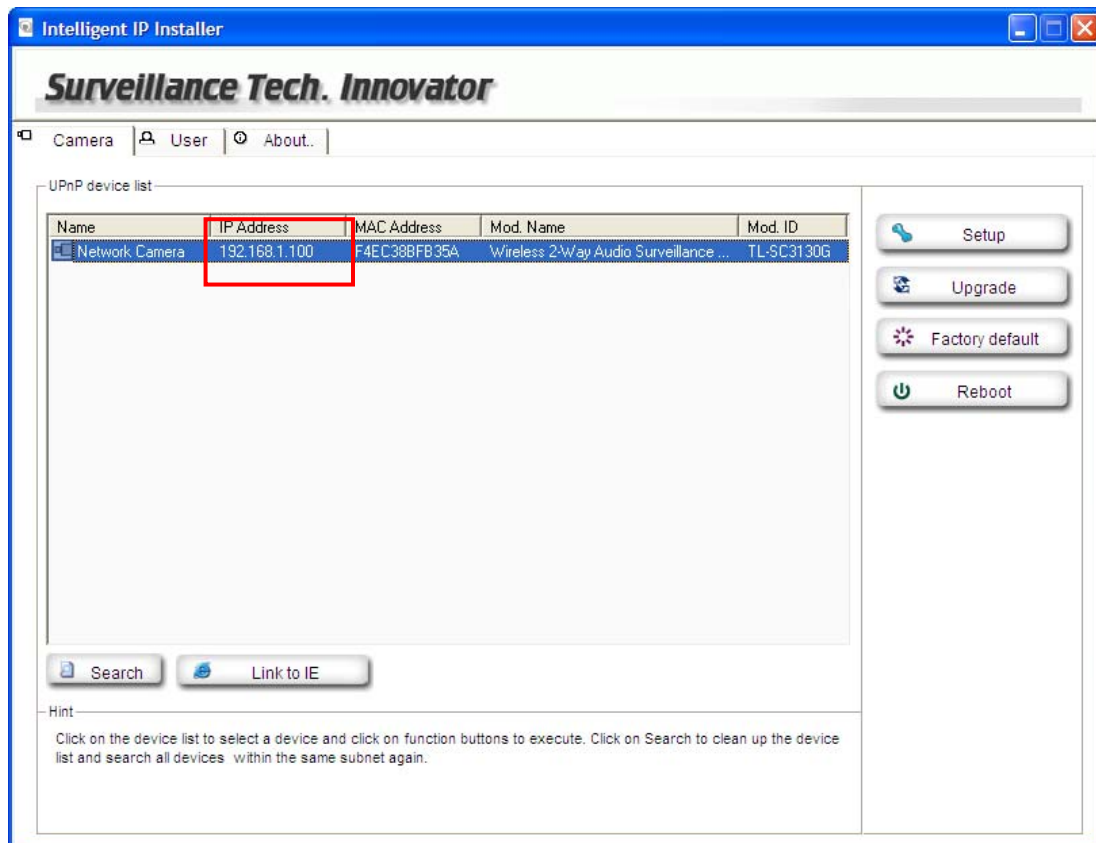 Intelligent IP Installer
Surveillance Tech. Innovator
Camera User About..
UPnP device list
Name IP Address MAC Address Mod. Name Mod. ID
Network Camera 192.168.1.100 F4EC38BFB35A Wireless 2-Way Audio Surveillance ... TL-SC3130G
Setup
Upgrade
Factory default
Reboot
Search Link to IE
Hint
Click on the device list to select a device and click on function buttons to execute. Click on Search to clean up the device
list and search all devices within the same subnet again.